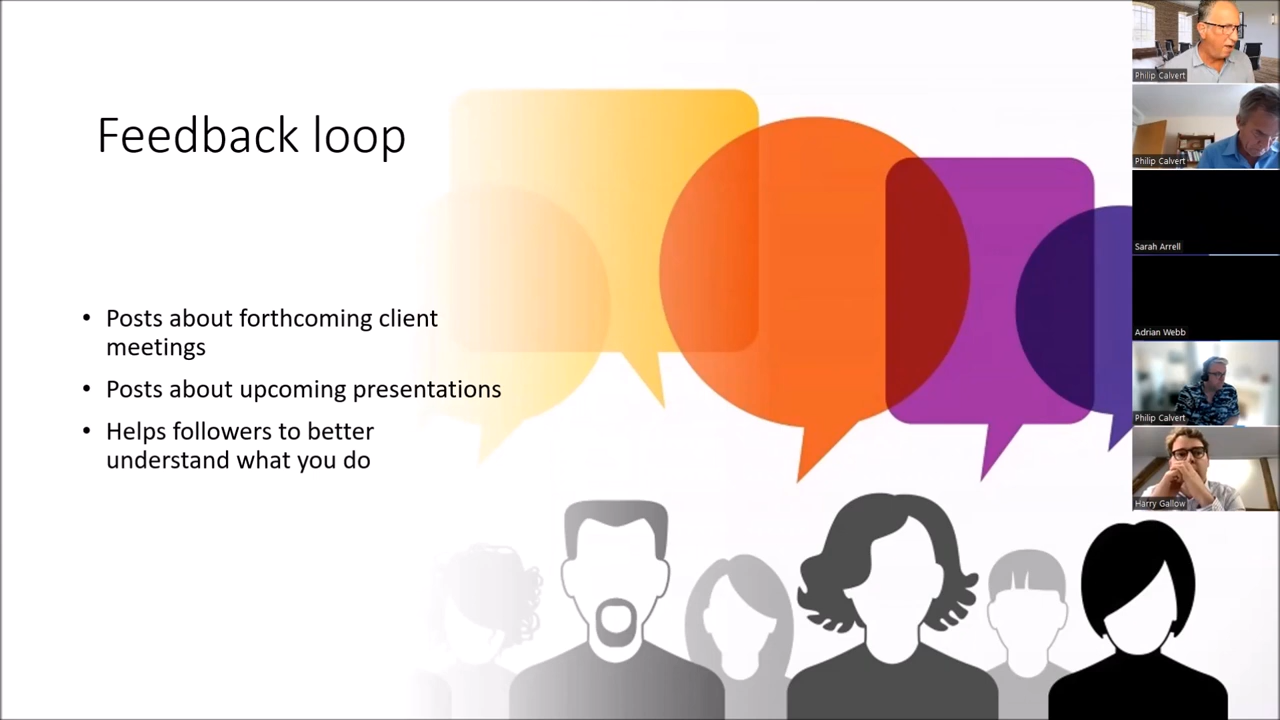 Feedback loop
• Posts about forthcoming client
meetings
• Posts about upcoming presentations
• Helps followers to better
understand what you do
Philip Calvert
Philip Calvert
Sarah Arrell
Adrian Webb
Philip Calvert
Harry Gallow